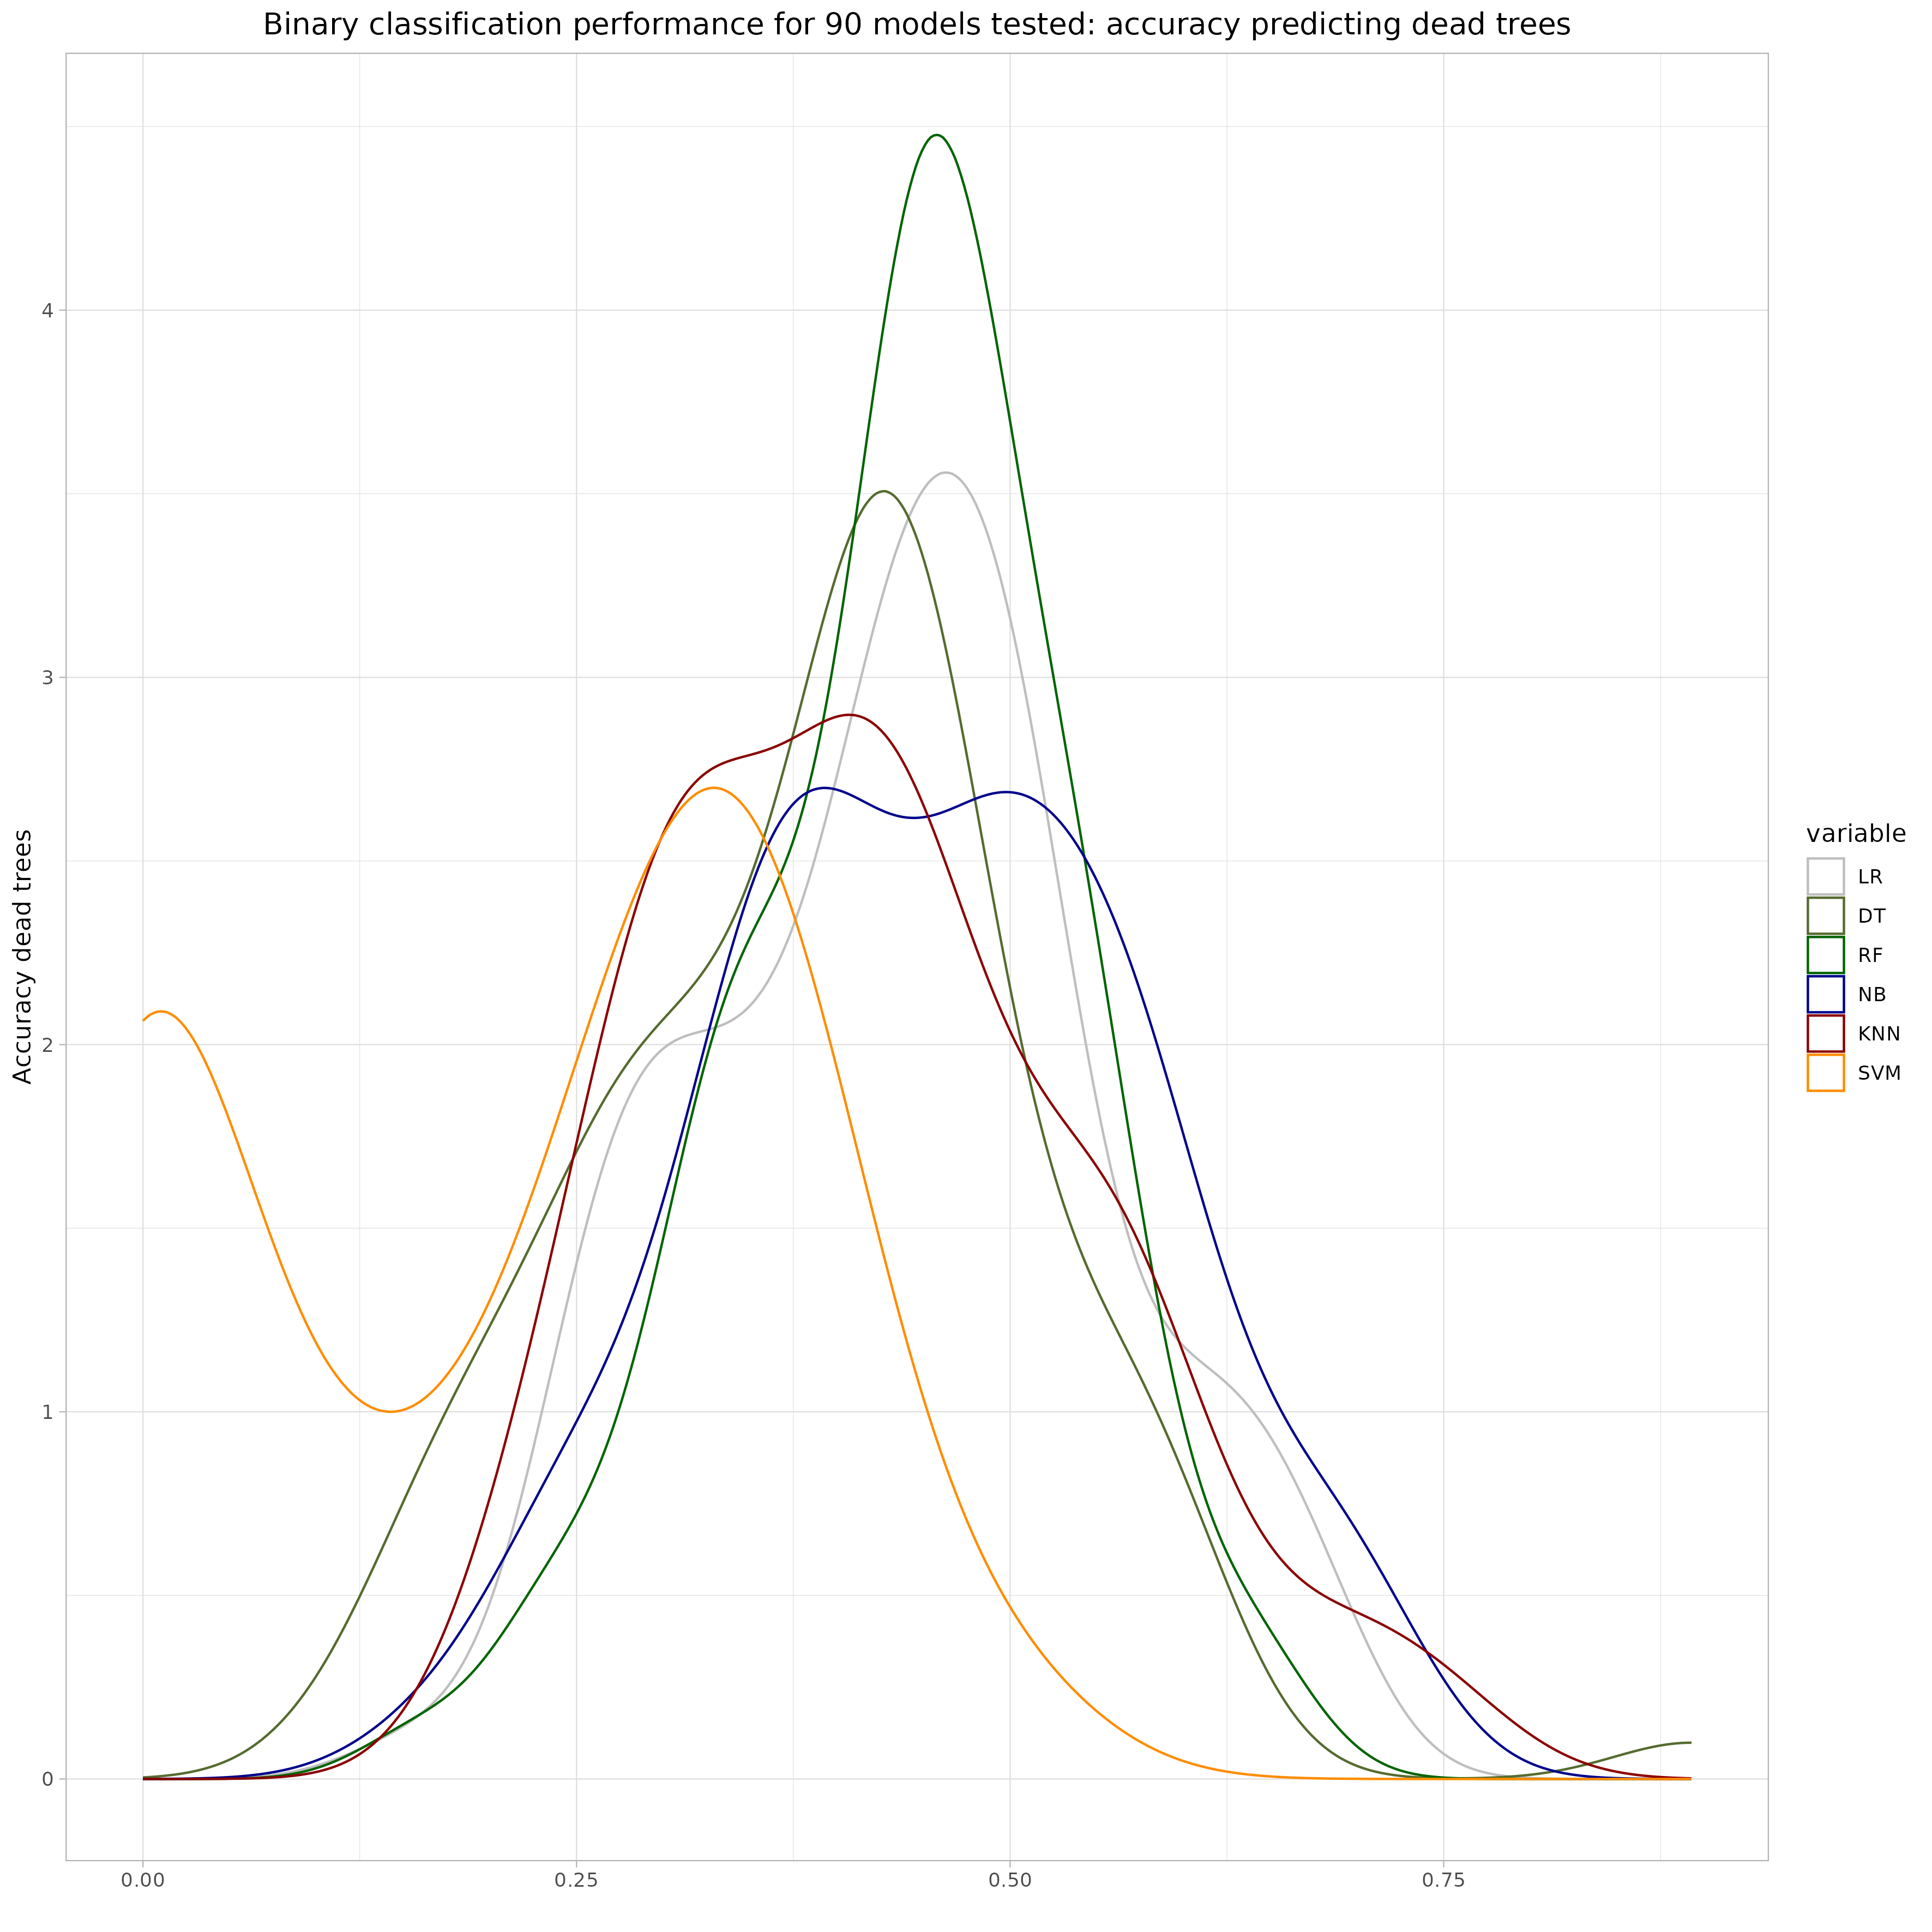 Binary classification performance for 90 models tested: accuracy predicting dead trees
Accuracy dead trees
4
3
2
1
0
0.00
0.25
0.50
0.75
variable
LR
DT
RF
NB
KNN
SVM